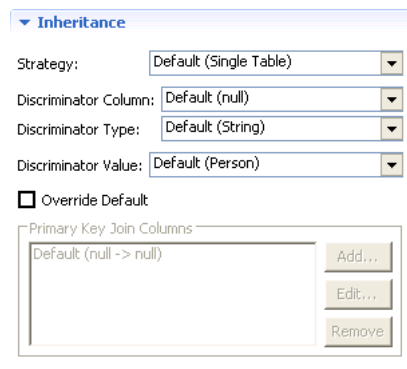 Inheritance
Strategy: Default (Single Table)
Discriminator Column: Default (null)
Discriminator Type: Default (String)
Discriminator Value: Default (Person)
Override Default
Primary Key Join Columns
Default (null -> null)
Add...
Edit...
Remove